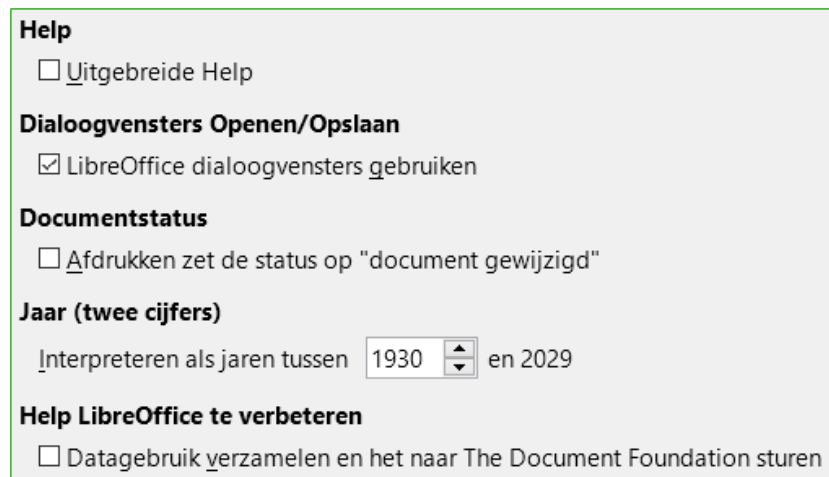 Help
Uitgebreide Help
Dialoogvensters Openen/Opslaan
LibreOffice dialoogvensters gebruiken
Documentstatus
Afdrukken zet de status op "document gewijzigd"
Jaar (twee cijfers)
Interpreteren als jaren tussen 1930 en 2029
Help LibreOffice te verbeteren
Datagebruik verzamelen en het naar The Document Foundation sturen